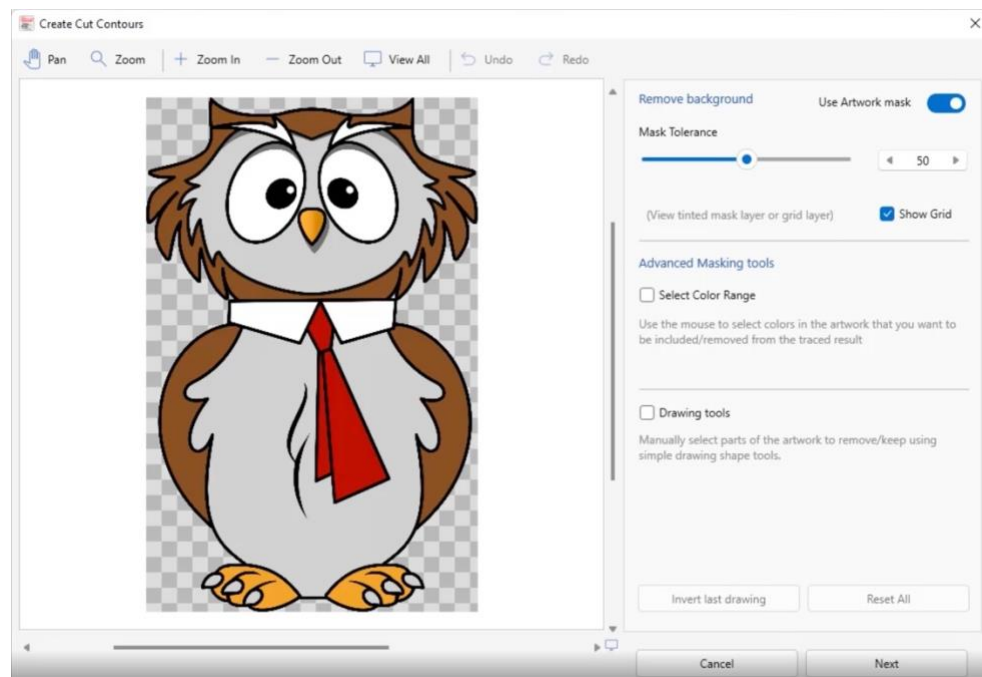 Create Cut Contours
Pan Zoom Zoom In Zoom Out View All Undo Redo
Remove background Use Artwork mask
Mask Tolerance
50
(View tinted mask layer or grid layer) Show Grid
Advanced Masking tools
Select Color Range
Use the mouse to select colors in the artwork that you want to
be included/removed from the traced result
Drawing tools
Manually select parts of the artwork to remove/keep using
simple drawing shape tools.
Invert last drawing Reset All
Cancel Next